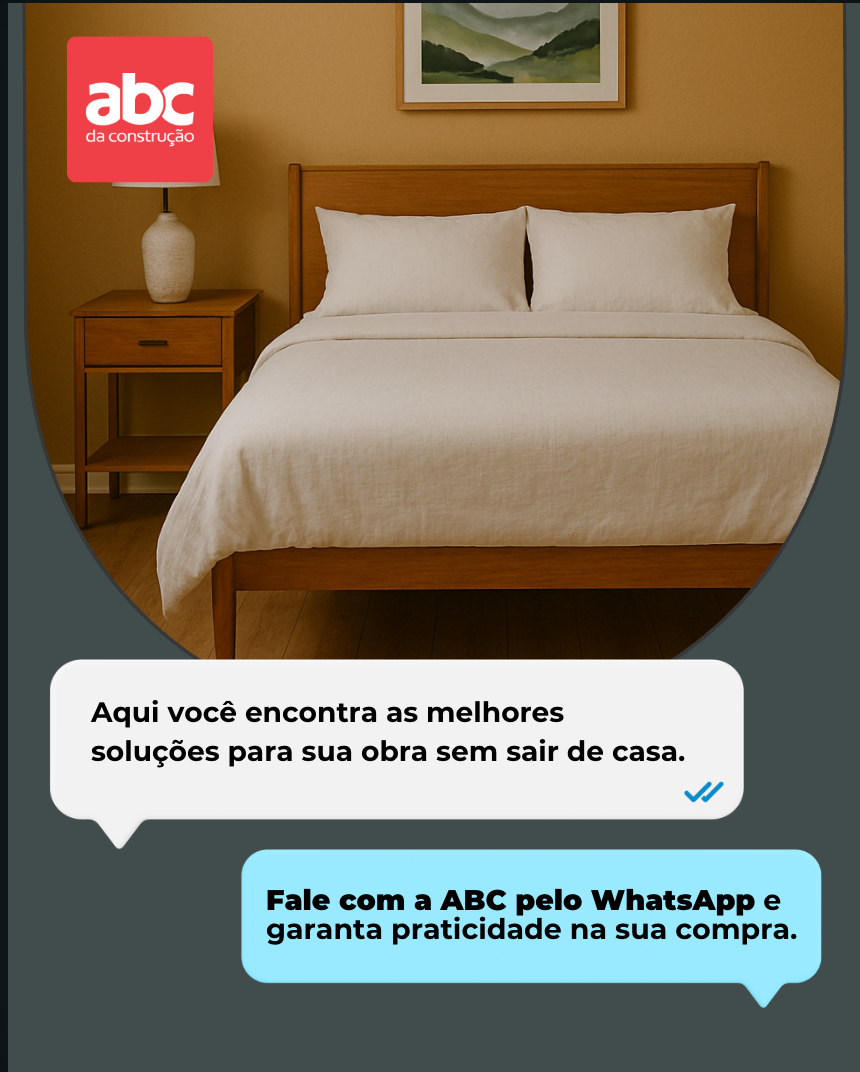 abc
da construção
Aqui você encontra as melhores
soluções para sua obra sem sair de casa.
Fale com a ABC pelo WhatsApp e
garanta praticidade na sua compra.